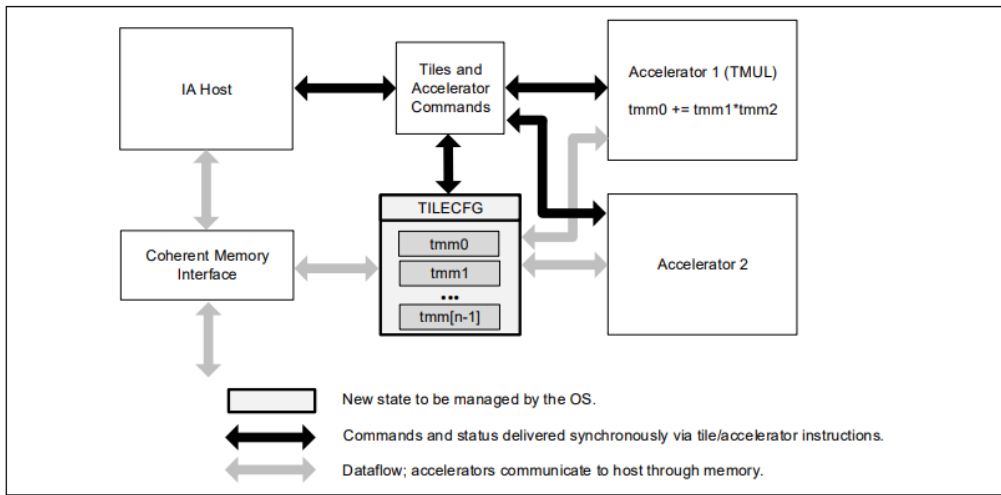 IA Host
Tiles and
Accelerator
Commands
Accelerator 1 (TMUL)
tmm0 += tmm1*tmm2
TILECFG
tmm0
tmm1
...
tmm[n-1]
Coherent Memory
Interface
Accelerator 2
New state to be managed by the OS.
Commands and status delivered synchronously via tile/accelerator instructions.
Dataflow; accelerators communicate to host through memory.